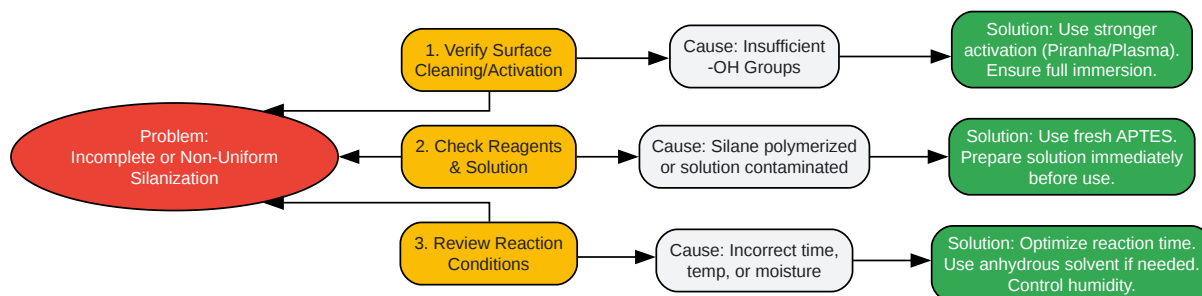 Problem:
Incomplete or Non-Uniform
Silanization
1. Verify Surface
Cleaning/Activation
Cause: Insufficient
-OH Groups
Solution: Use stronger
activation (Piranha/Plasma).
Ensure full immersion.
2. Check Reagents
& Solution
Cause: Silane polymerized
or solution contaminated
Solution: Use fresh APTES.
Prepare solution immediately
before use.
3. Review Reaction
Conditions
Cause: Incorrect time,
temp, or moisture
Solution: Optimize reaction time.
Use anhydrous solvent if needed.
Control humidity.